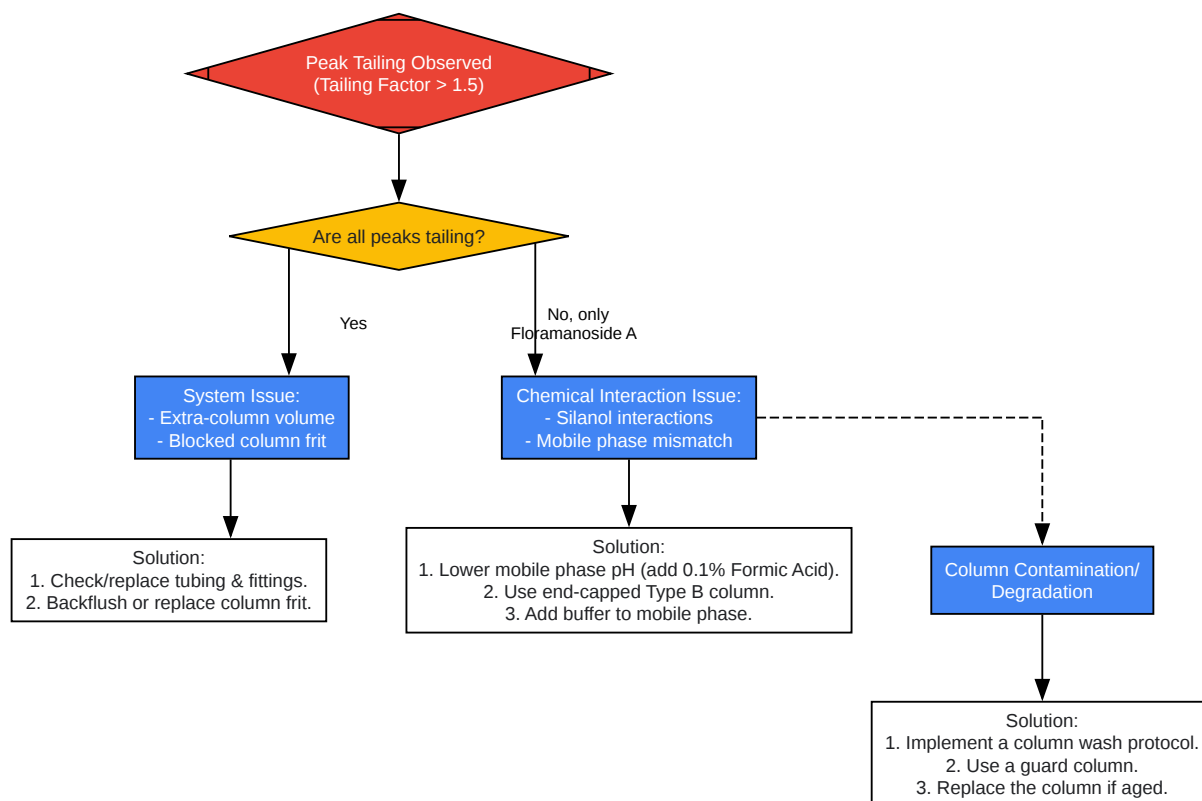 Peak Tailing Observed
(Tailing Factor > 1.5)
Are all peaks tailing?
Yes
No, only
Floramanoside A
System Issue:
- Extra-column volume
- Blocked column frit
Chemical Interaction Issue:
- Silanol interactions
- Mobile phase mismatch
Solution:
1. Check/replace tubing & fittings.
2. Backflush or replace column frit.
Solution:
1. Lower mobile phase pH (add 0.1% Formic Acid).
2. Use end-capped Type B column.
3. Add buffer to mobile phase.
Column Contamination/
Degradation
Solution:
1. Implement a column wash protocol.
2. Use a guard column.
3. Replace the column if aged.